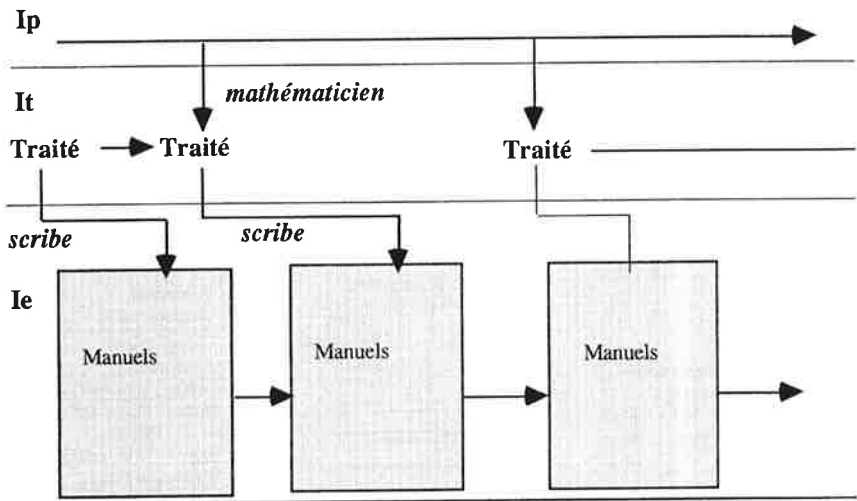 Ip
mathématicien
It
Traité
Traité
Traité
scribe
scribe
Ie
Manuels
Manuels
Manuels